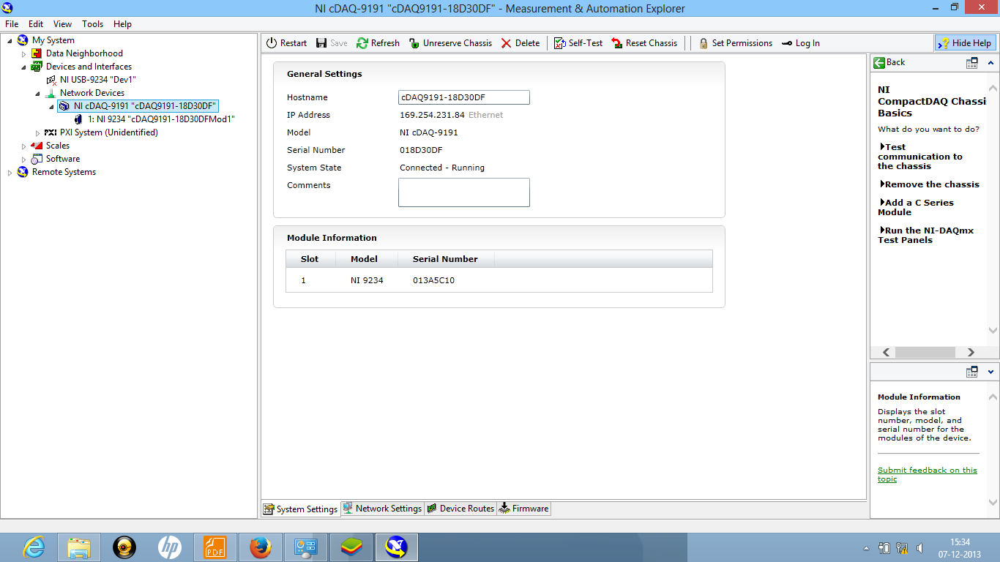 NI cDAQ-9191 "cDAQ9191-18D30DF" - Measurement & Automation Explorer
File Edit View Tools Help
My System
Data Neighborhood
Devices and Interfaces
NI USB-9234 "Dev1"
Network Devices
NI cDAQ-9191 "cDAQ9191-18D30DF"
1: NI 9234 "cDAQ9191-18D30DFMod1"
PXI PXI System (Unidentified)
Scales
Software
Remote Systems
Restart Save Refresh Unreserve Chassis Delete Self-Test Reset Chassis Set Permissions Log In Hide Help
General Settings
Hostname cDAQ9191-18D30DF
IP Address 169.254.231.84 Ethernet
Model NI cDAQ-9191
Serial Number 018D30DF
System State Connected - Running
Comments
Module Information
Slot Model Serial Number
1 NI 9234 013A5C10
System Settings Network Settings Device Routes Firmware
Back
NI
CompactDAQ Chassi
Basics
What do you want to do?
Test
communication to
the chassis
Remove the chassis
Add a C Series
Module
Run the NI-DAQmx
Test Panels
Module Information
Displays the slot
number, model, and
serial number for the
modules of the device.
Submit feedback on this
topic
hp
PDF
15:34
07-12-2013